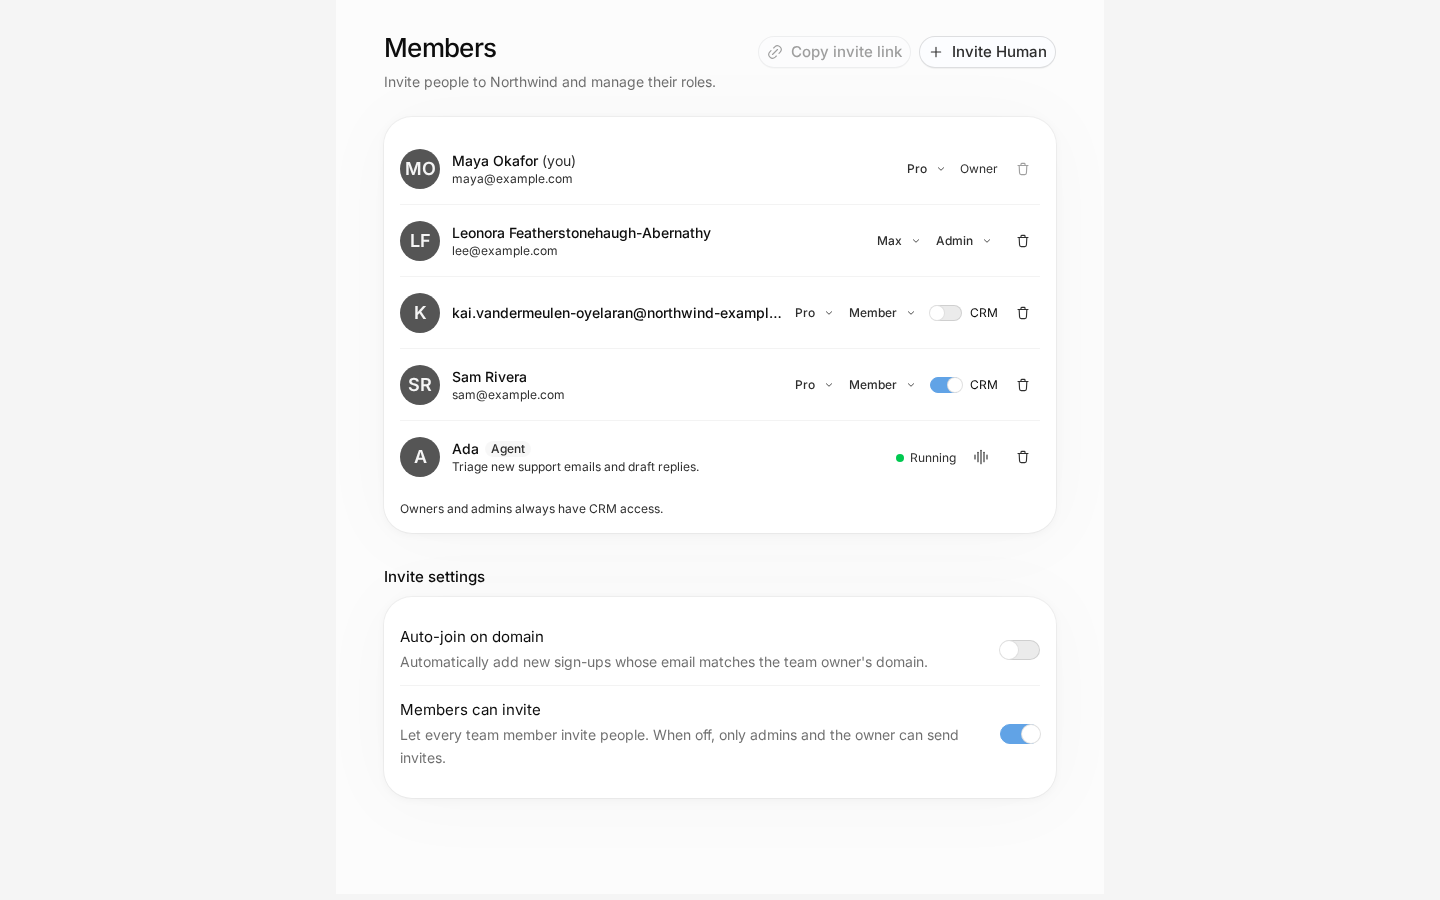 Members
Copy invite link
Invite Human
Invite people to Northwind and manage their roles.
MO
Maya Okafor (you)
maya@example.com
Pro
Owner
LF
Leonora Featherstonehaugh-Abernathy
lee@example.com
Max
Admin
K
kai.vandermeulen-oyelaran@northwind-exampl...
Pro
Member
CRM
SR
Sam Rivera
sam@example.com
Pro
Member
CRM
A
Ada
Agent
Triage new support emails and draft replies.
Running
Owners and admins always have CRM access.
Invite settings
Auto-join on domain
Automatically add new sign-ups whose email matches the team owner's domain.
Members can invite
Let every team member invite people. When off, only admins and the owner can send
invites.